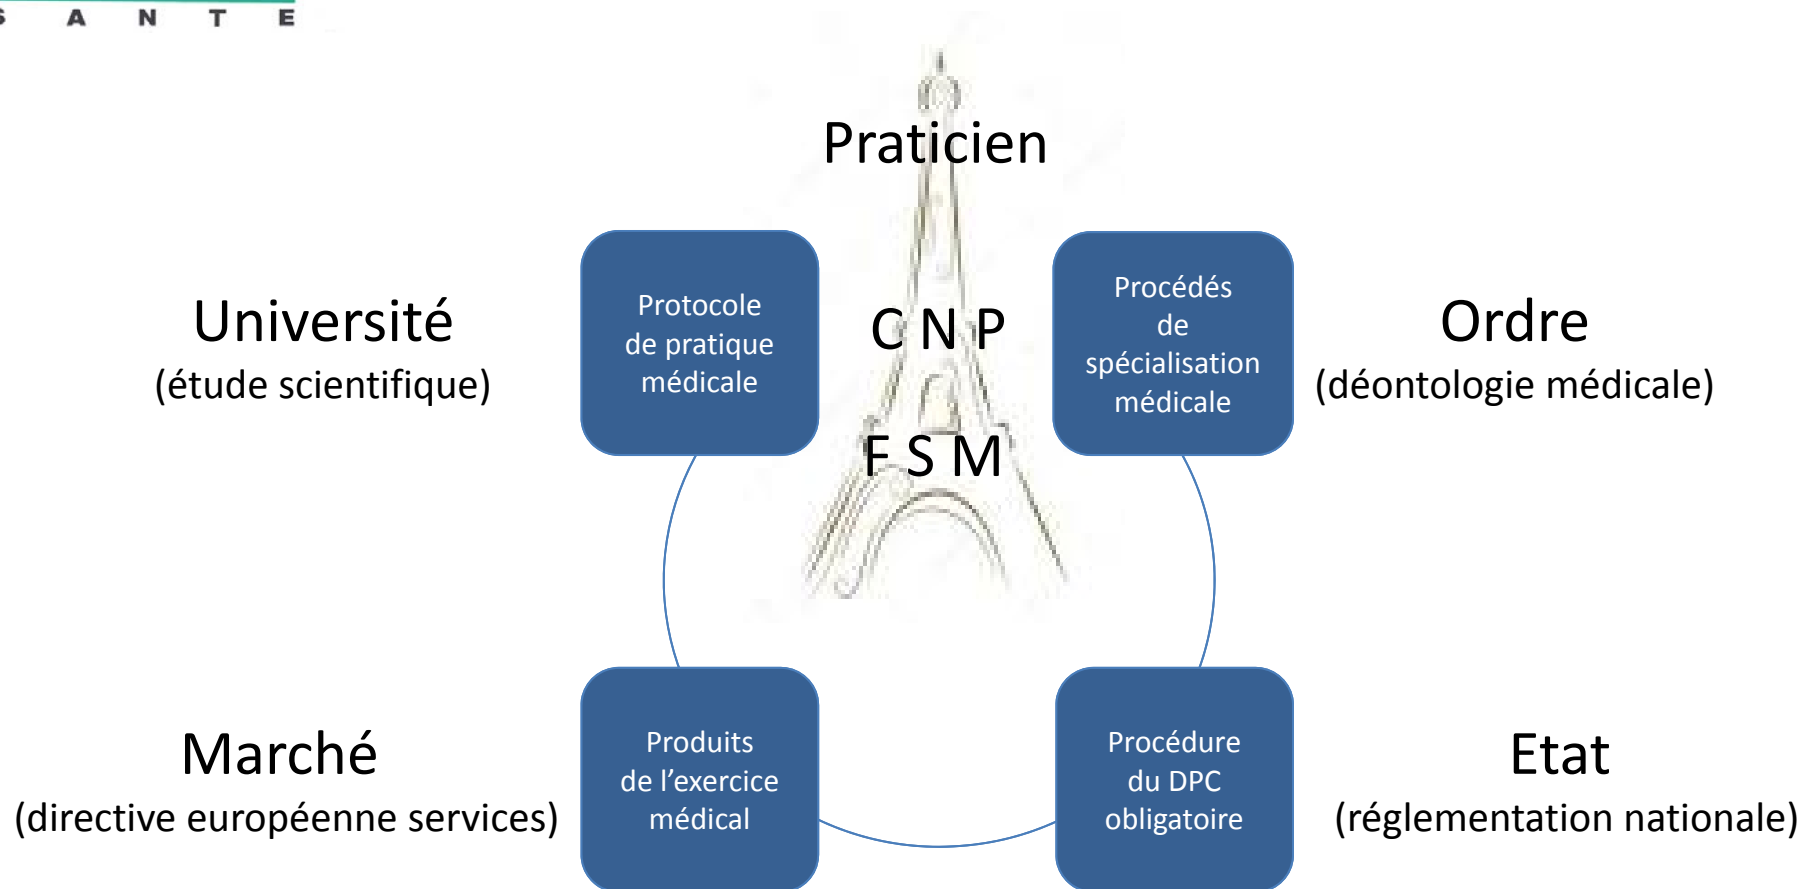 S A N T E
Praticien
Université
(étude scientifique)
Protocole
de pratique
médicale
C N P
F S M
Procédés
de
spécialisation
médicale
Ordre
(déontologie médicale)
Marché
(directive européenne services)
Produits
de l’exercice
médical
Procédure
du DPC
obligatoire
Etat
(réglementation nationale)